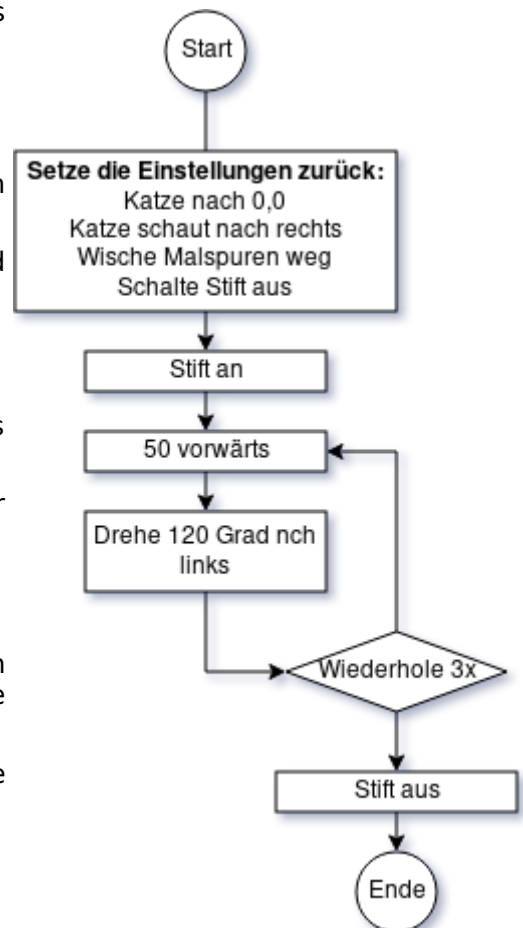 Start
Setze die Einstellungen zurück:
Katze nach 0,0
Katze schaut nach rechts
Wische Malspuren weg
Schalte Stift aus
Stift an
50 vorwärts
Drehe 120 Grad nch
links
Wiederhole 3x
Stift aus
Ende